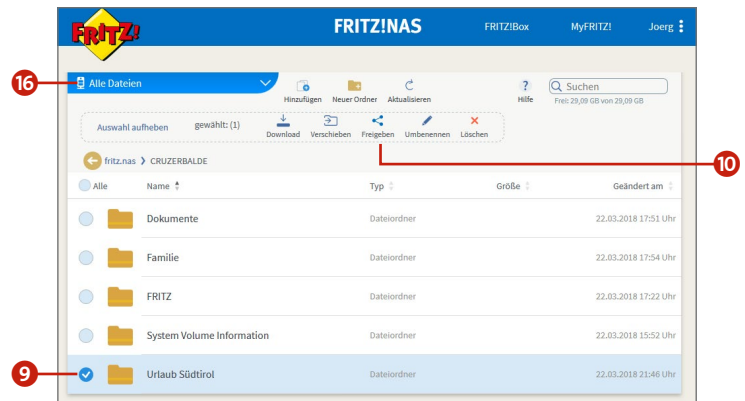 FRITZ!
FRITZ!NAS FRITZ!Box MyFRITZ! Joerg
16
Alle Dateien
Hinzufügen Neuer Ordner Aktualisieren ? Hilfe
Suchen
Frei: 29,09 GB von 29,09 GB
Auswahl aufheben gewählt: (1) Download Verschieben Freigeben Umbenennen Löschen
10
fritz.nas ❯ CRUZERBALDE
Alle Name Typ Größe Geändert am
Dokumente Dateiordner 22.03.2018 17:51 Uhr
Familie Dateiordner 22.03.2018 17:54 Uhr
FRITZ Dateiordner 22.03.2018 17:22 Uhr
System Volume Information Dateiordner 22.03.2018 15:52 Uhr
9
Urlaub Südtirol Dateiordner 22.03.2018 21:46 Uhr